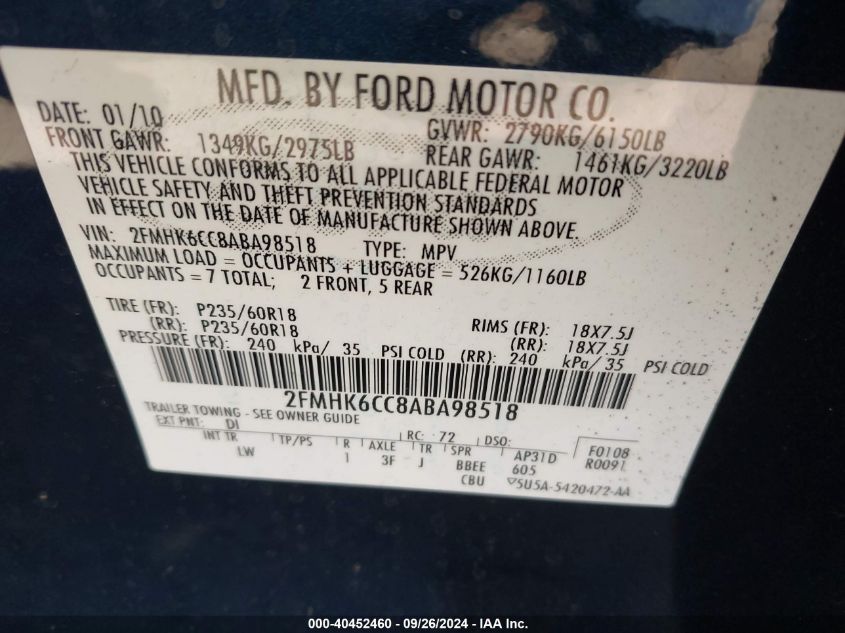 MFD. BY FORD MOTOR CO.
DATE: 01/10 GVWR: 2790KG/6150LB
FRONT GAWR: 1349KG/2975LB REAR GAWR: 1461KG/3220LB
THIS VEHICLE CONFORMS TO ALL APPLICABLE FEDERAL MOTOR
VEHICLE SAFETY AND THEFT PREVENTION STANDARDS
IN EFFECT ON THE DATE OF MANUFACTURE SHOWN ABOVE.
VIN: 2FMHK6CC8ABA98518 TYPE: MPV
MAXIMUM LOAD = OCCUPANTS + LUGGAGE = 526KG/1160LB
OCCUPANTS = 7 TOTAL; 2 FRONT, 5 REAR
TIRE (FR): P235/60R18 RIMS (FR): 18X7.5J
(RR): P235/60R18 (RR): 18X7.5J
PRESSURE (FR): 240 kPa/ 35 PSI COLD (RR): 240 kPa/ 35 PSI COLD
2FMHK6CC8ABA98518
TRAILER TOWING - SEE OWNER GUIDE
EXT PNT: DI RC: 72 DSO: F0108
INT TR TP/PS R AXLE TR SPR AP31D R0091
LW 1 3F J BBEE 605
CBU ▽5U5A-5420472-AA
000-40452460 - 09/26/2024 - IAA Inc.